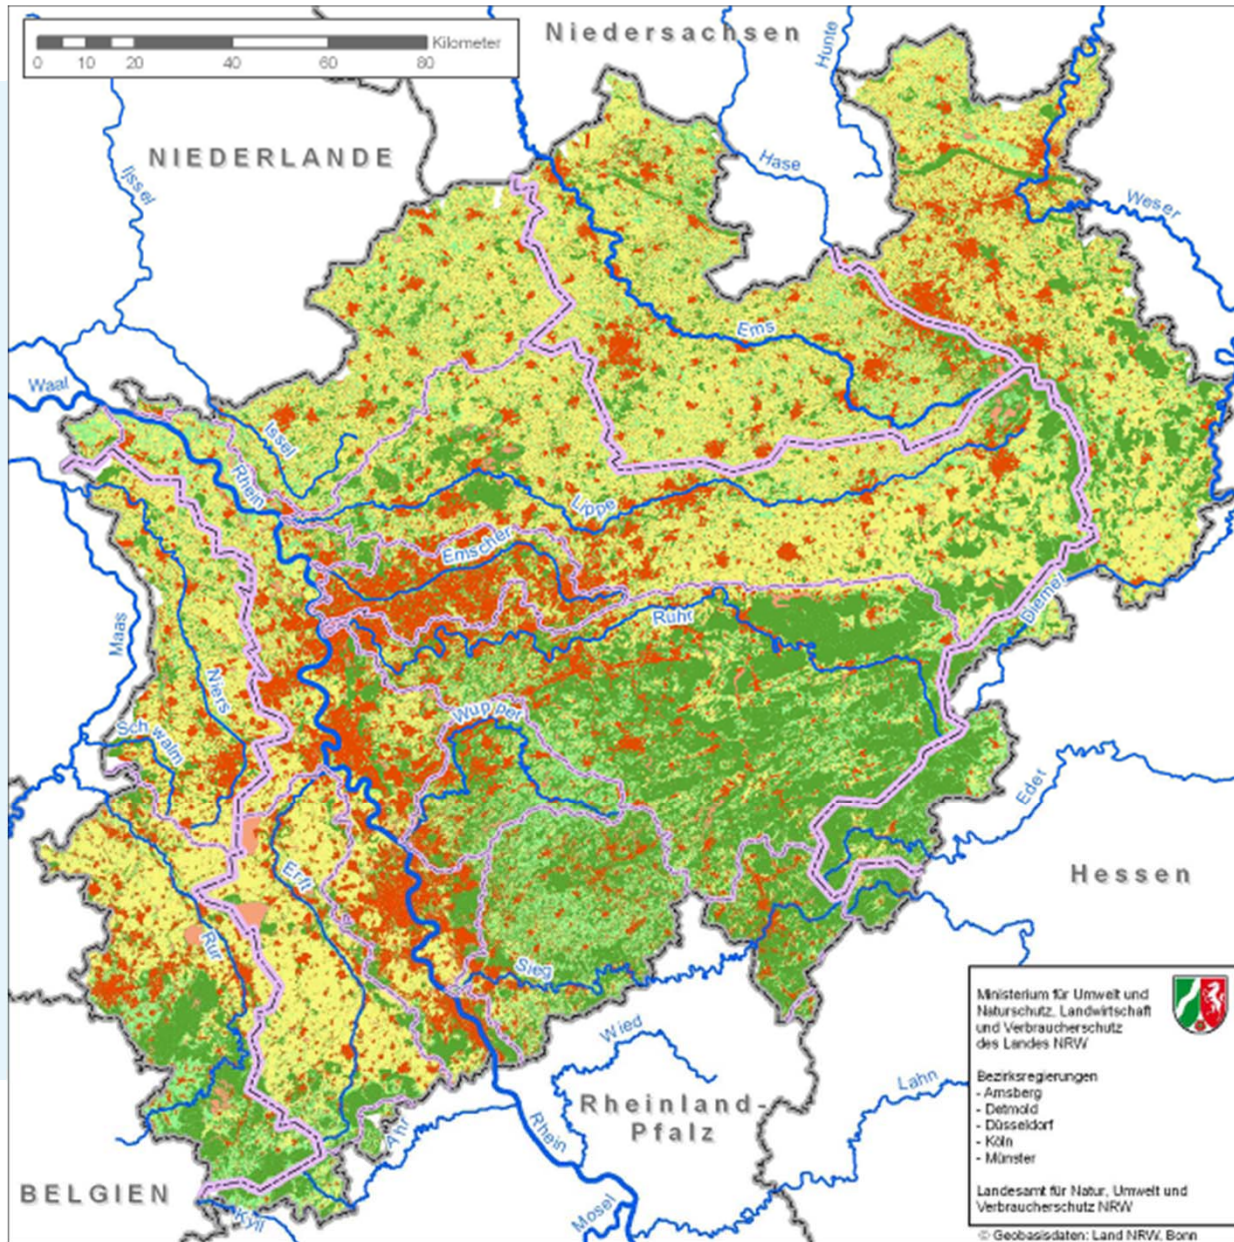 Niedersachsen
Kilometer
0 10 20 40 60 80
Hunte
NIEDERLANDE
Hase
Ijssel
Weser
Ems
Waal
Issel
Rhein
Lippe
Emscher
Diemel
Ruhr
Maas
Niers
Wupper
Schwalm
Eder
Hessen
Erft
Rur
Sieg
Ministerium für Umwelt und
Naturschutz, Landwirtschaft
und Verbraucherschutz
des Landes NRW
Bezirksregierungen
- Arnsberg
- Detmold
- Düsseldorf
- Köln
- Münster
Landesamt für Natur, Umwelt und
Verbraucherschutz NRW
Wied
Lahn
Rheinland-
Pfalz
Rhein
Ahr
BELGIEN
Kyll
Mosel
© Geobasisdaten: Land NRW, Bonn